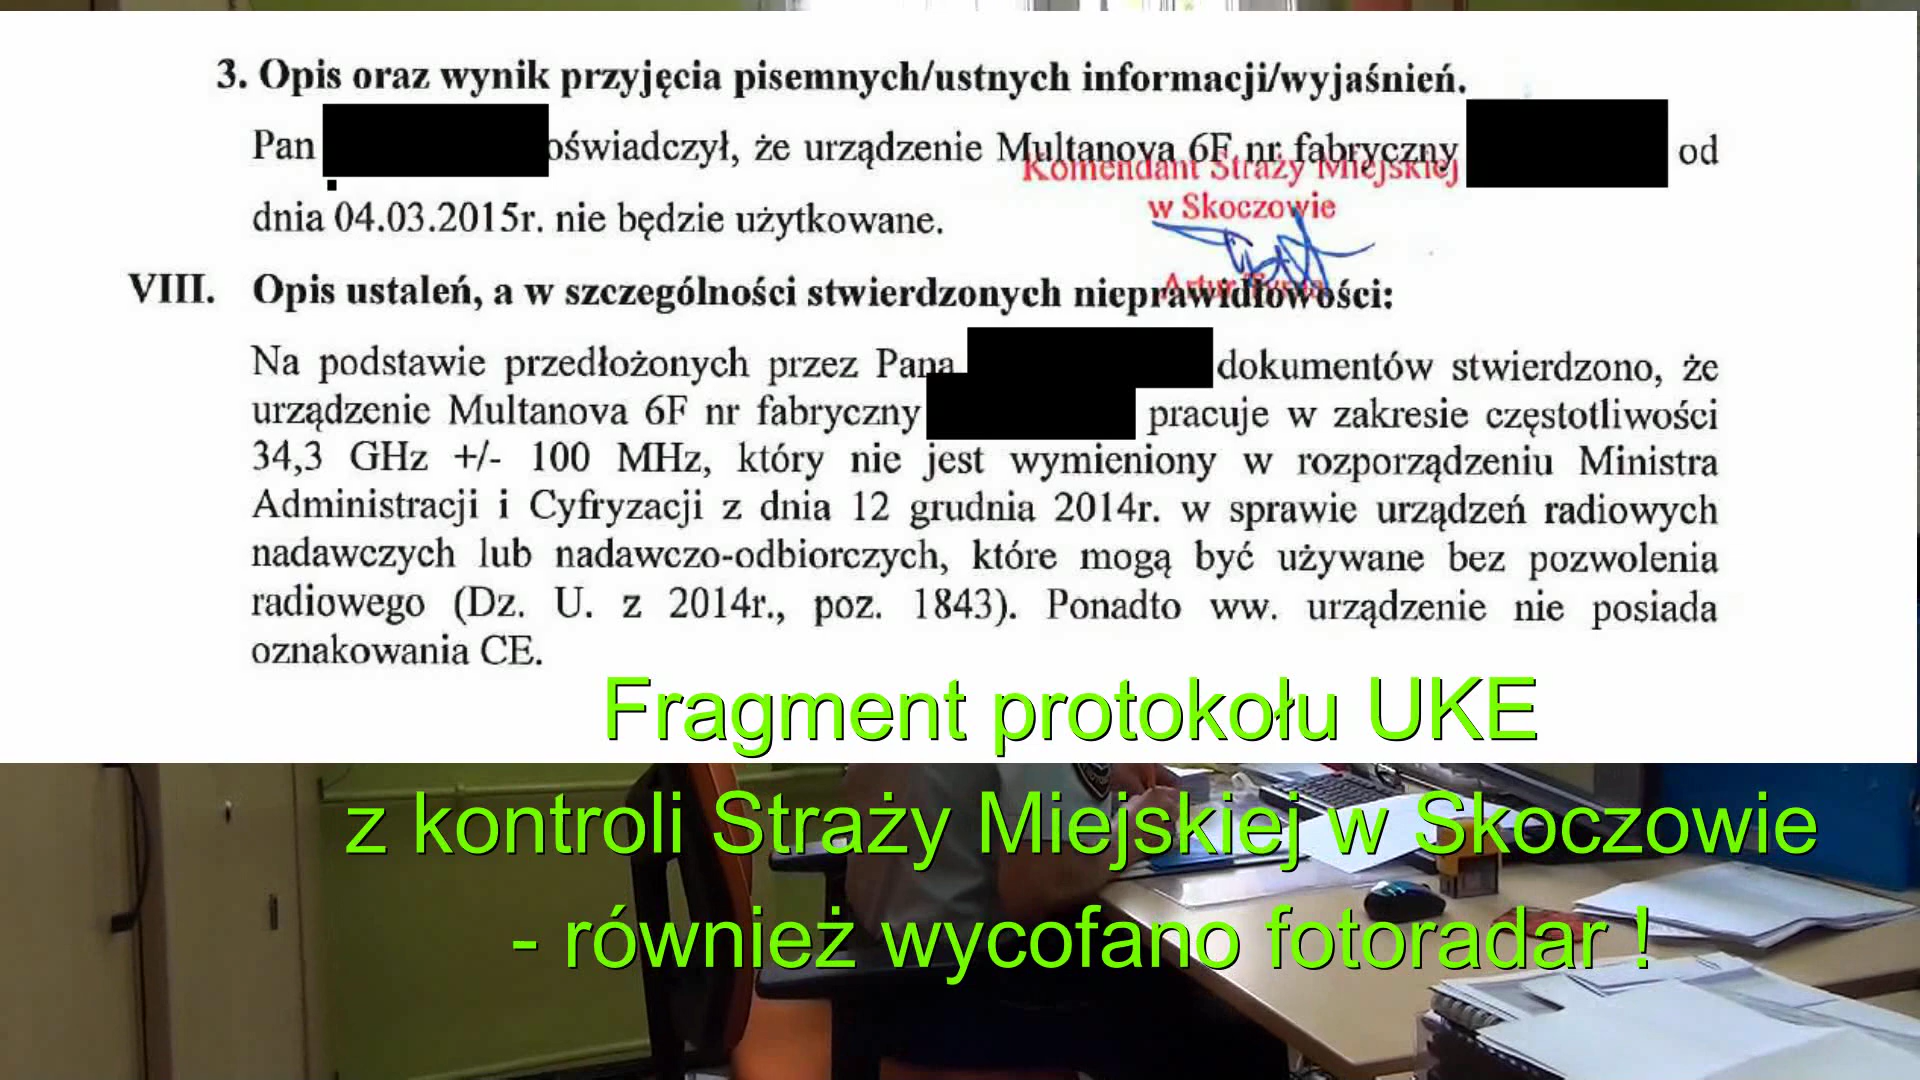 3. Opis oraz wynik przyjęcia pisemnych/ustnych informacji/wyjaśnień.
Pan oświadczył, że urządzenie Multanova 6F nr fabryczny od
Komendant Straży Miejskiej
w Skoczowie
dnia 04.03.2015r. nie będzie użytkowane.
Artur
VIII. Opis ustaleń, a w szczególności stwierdzonych nieprawidłowości:
Na podstawie przedłożonych przez Pana dokumentów stwierdzono, że
urządzenie Multanova 6F nr fabryczny pracuje w zakresie częstotliwości
34,3 GHz +/- 100 MHz, który nie jest wymieniony w rozporządzeniu Ministra
Administracji i Cyfryzacji z dnia 12 grudnia 2014r. w sprawie urządzeń radiowych
nadawczych lub nadawczo-odbiorczych, które mogą być używane bez pozwolenia
radiowego (Dz. U. z 2014r., poz. 1843). Ponadto ww. urządzenie nie posiada
oznakowania CE.
Fragment protokołu UKE
z kontroli Straży Miejskiej w Skoczowie
- również wycofano fotoradar !